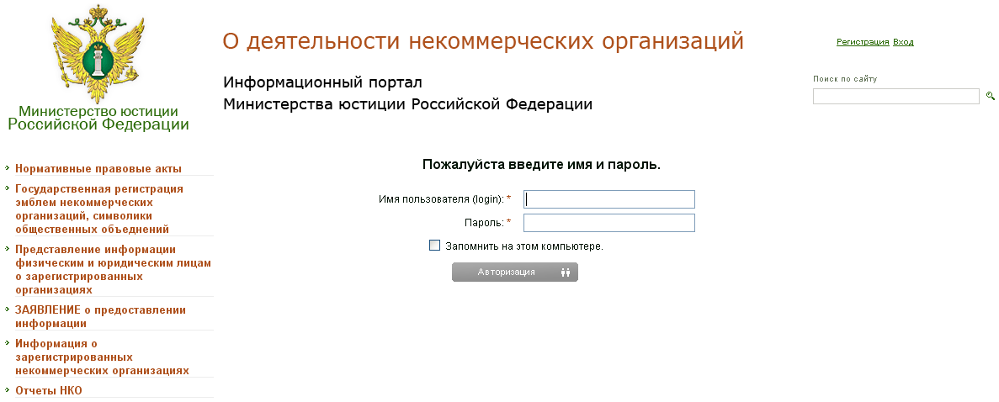 О деятельности некоммерческих организаций
Регистрация Вход
Информационный портал
Министерства юстиции Российской Федерации
Поиск по сайту
Министерство юстиции
Российской Федерации
Нормативные правовые акты
Государственная регистрация
эмблем некоммерческих
организаций, символики
общественных объеднений
Представление информации
физическим и юридическим лицам
о зарегистрированных
организациях
ЗАЯВЛЕНИЕ о предоставлении
информации
Информация о
зарегистрированных
некоммерческих организациях
Отчеты НКО
Пожалуйста введите имя и пароль.
Имя пользователя (login): *
Пароль: *
Запомнить на этом компьютере.
Авторизация